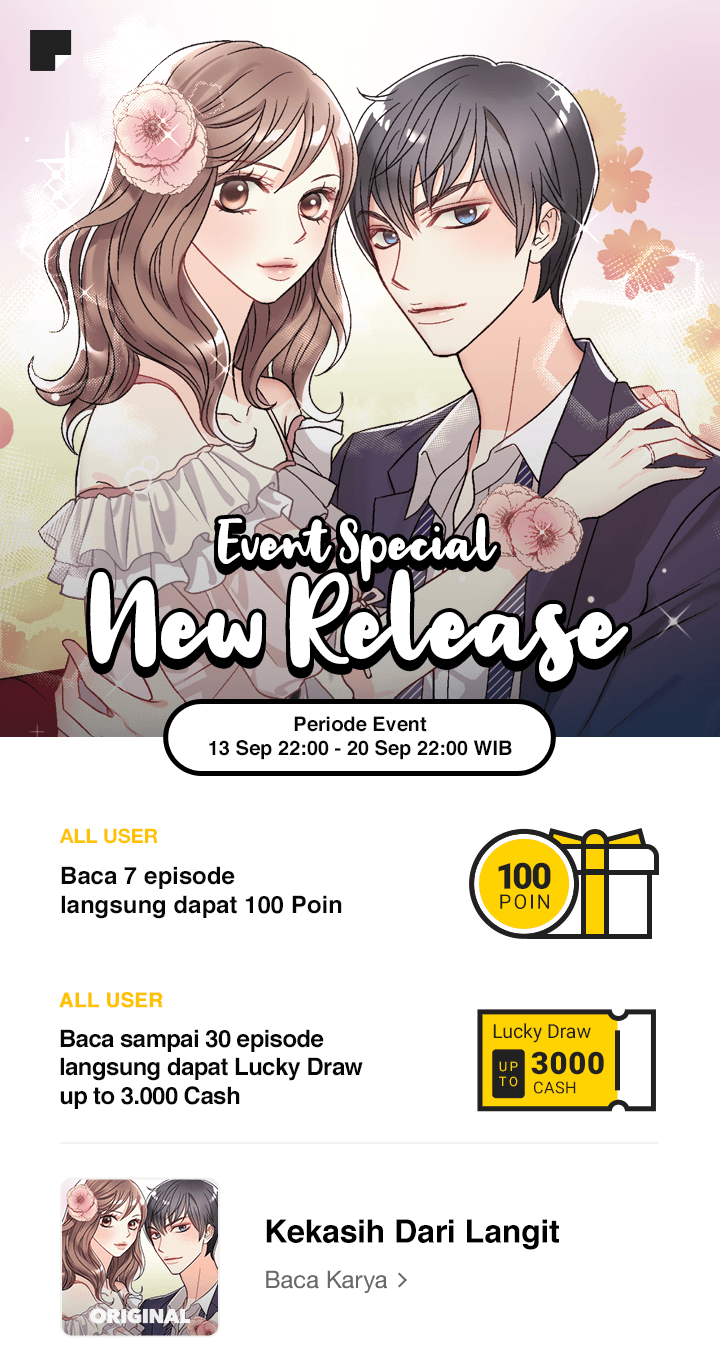 Event Special
New Release
Periode Event
13 Sep 22:00 - 20 Sep 22:00 WIB
ALL USER
Baca 7 episode
langsung dapat 100 Poin
100
POIN
ALL USER
Baca sampai 30 episode
langsung dapat Lucky Draw
up to 3.000 Cash
Lucky Draw
UP TO 3000
CASH
ORIGINAL
Kekasih Dari Langit
Baca Karya >